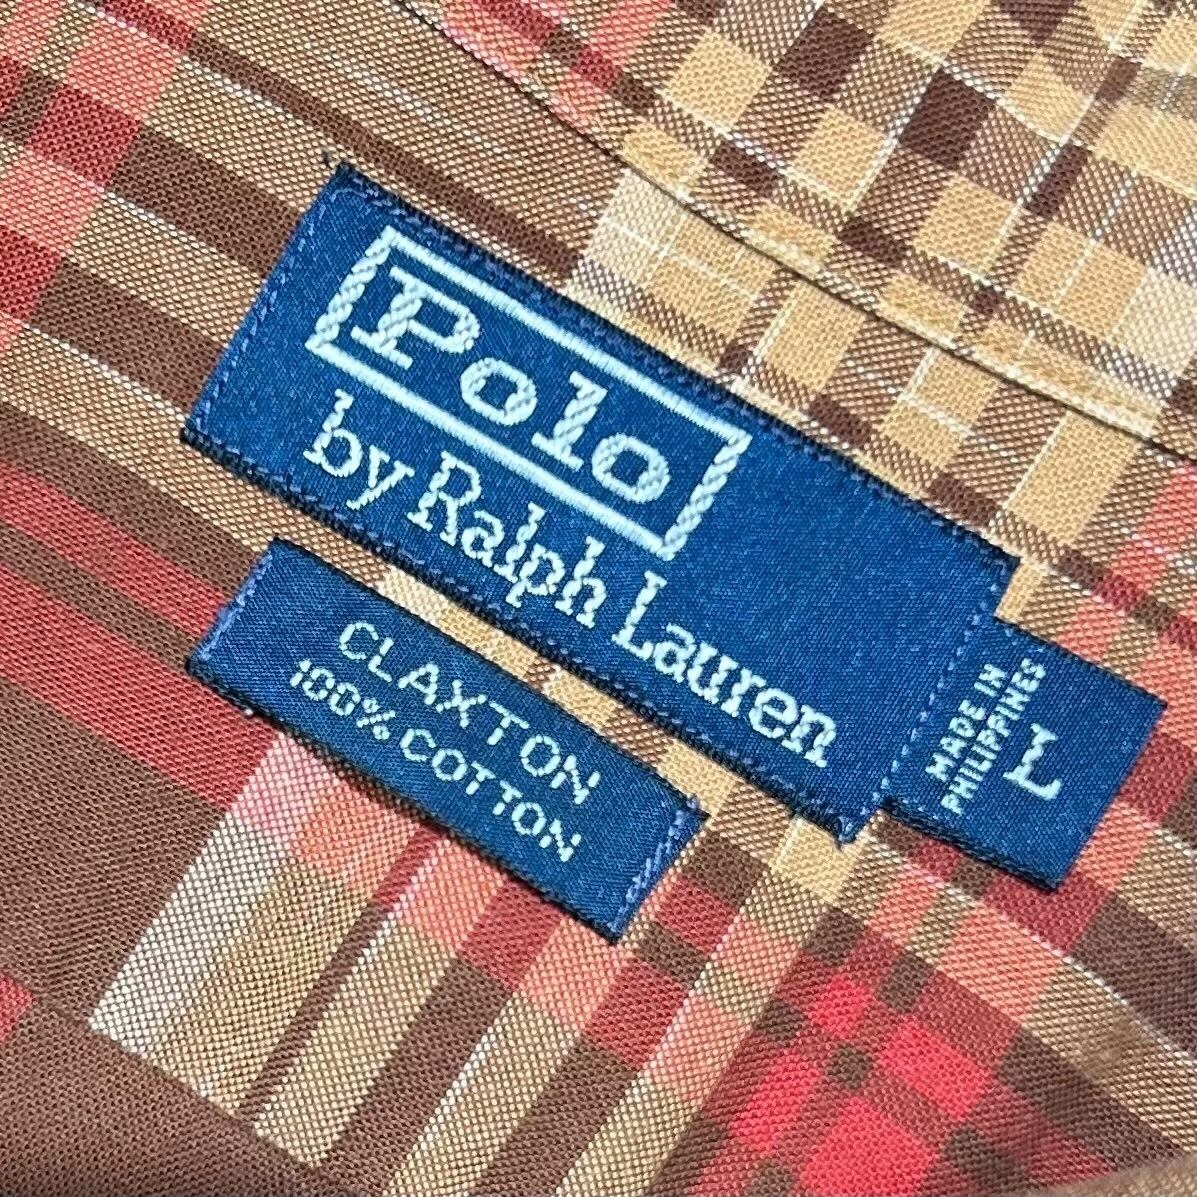 Polo
by Ralph Lauren
MADE IN
PHILIPPINES
L
CLAXTON
100% COTTON